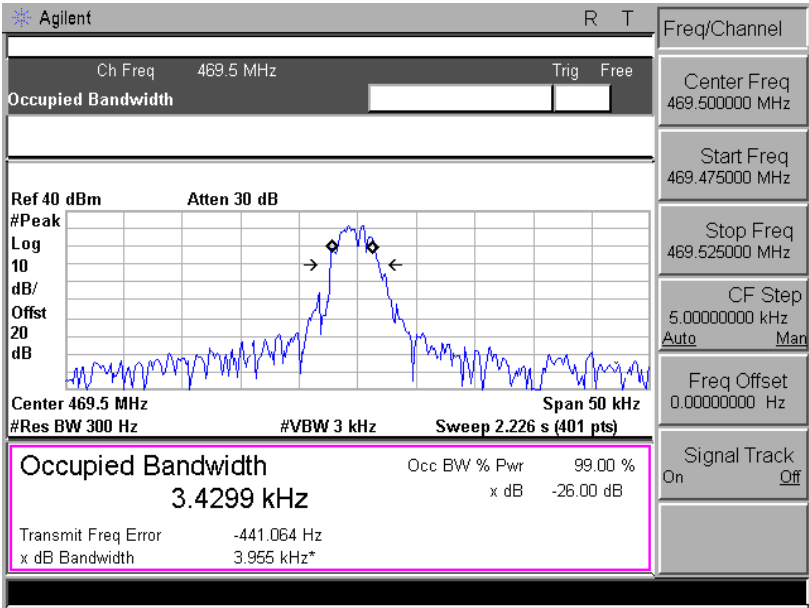 Agilent R T
Ch Freq 469.5 MHz Trig Free
Occupied Bandwidth
Ref 40 dBm Atten 30 dB
#Peak
Log
10
dB/
Offst
20
dB
Center 469.5 MHz Span 50 kHz
#Res BW 300 Hz #VBW 3 kHz Sweep 2.226 s (401 pts)
Occupied Bandwidth
3.4299 kHz
Occ BW % Pwr 99.00 %
x dB -26.00 dB
Transmit Freq Error -441.064 Hz
x dB Bandwidth 3.955 kHz*
Freq/Channel
Center Freq
469.500000 MHz
Start Freq
469.475000 MHz
Stop Freq
469.525000 MHz
CF Step
5.00000000 kHz
Auto Man
Freq Offset
0.00000000 Hz
Signal Track
On Off